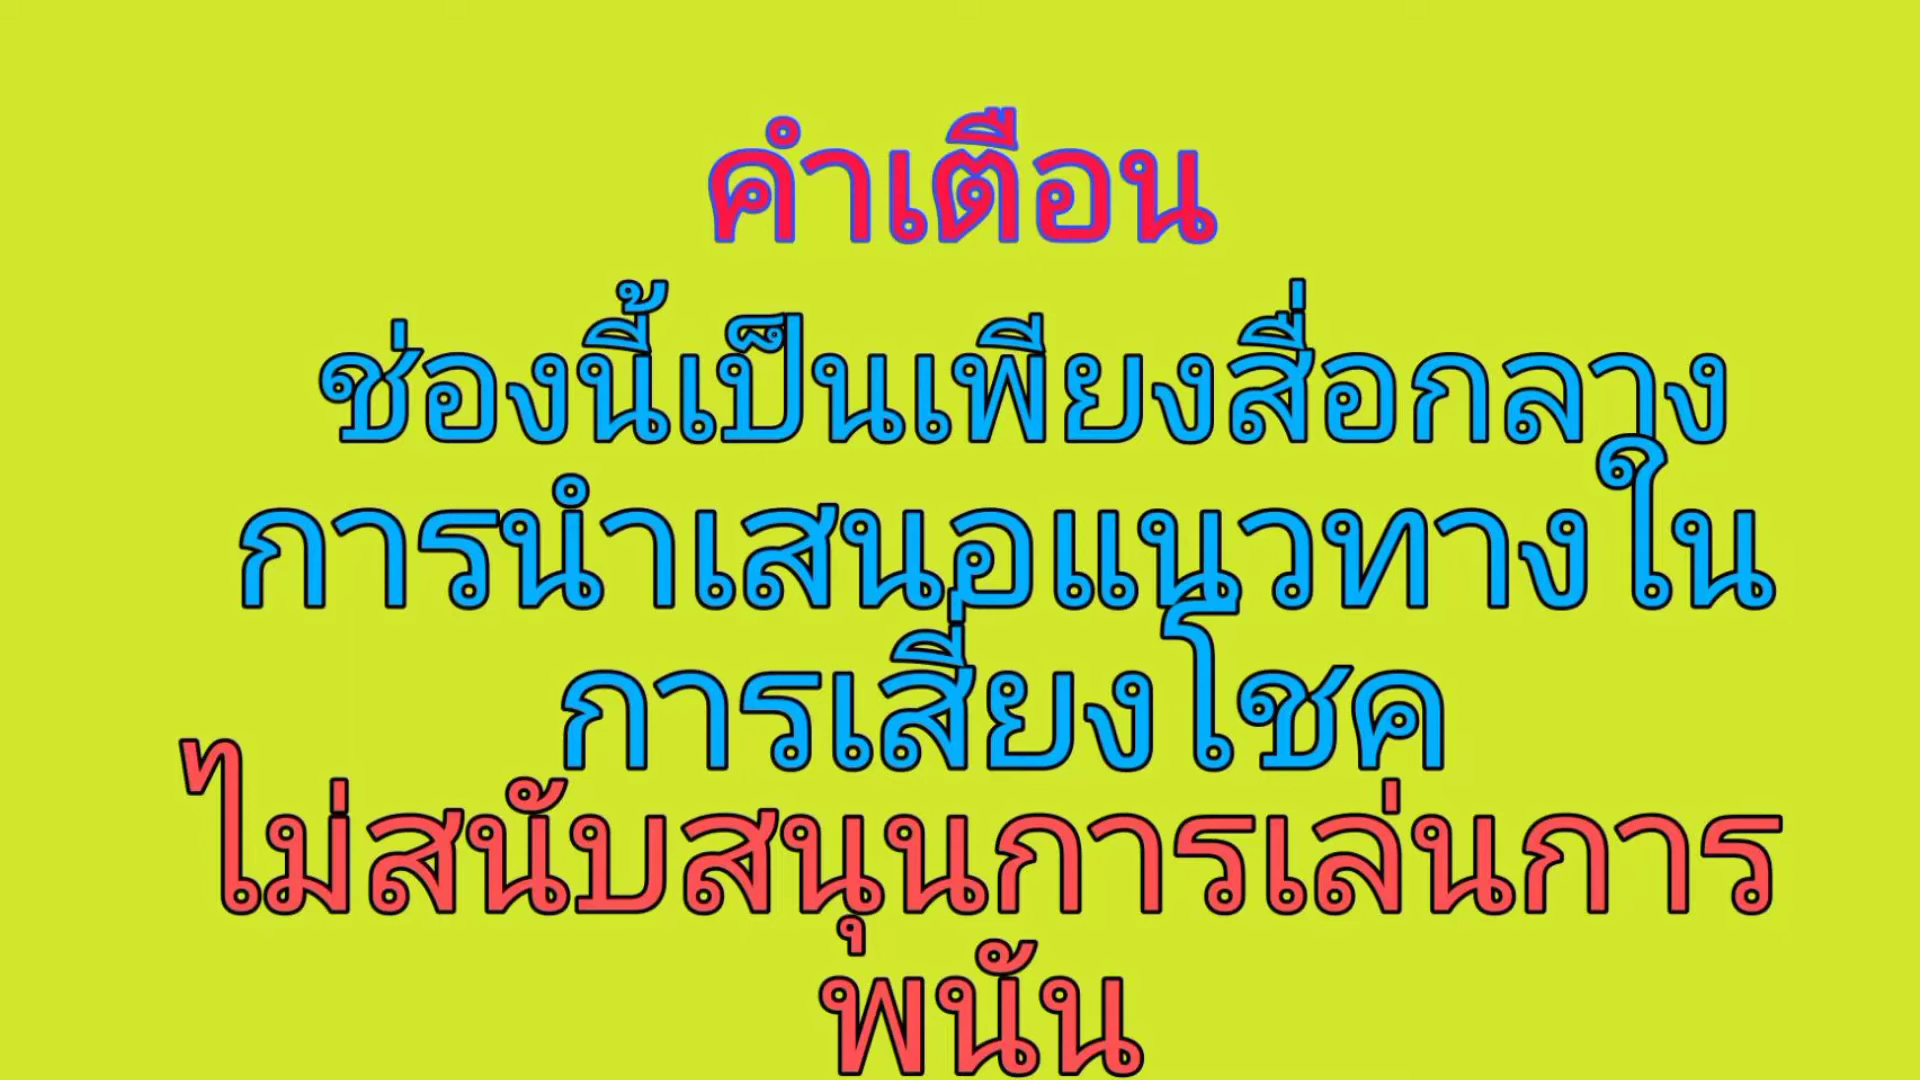 คำเตือน
ช่องนี้เป็นเพียงสื่อกลาง
การนำเสนอแนวทางใน
การเสี่ยงโชค
ไม่สนับสนุนการเล่นการ
พนัน